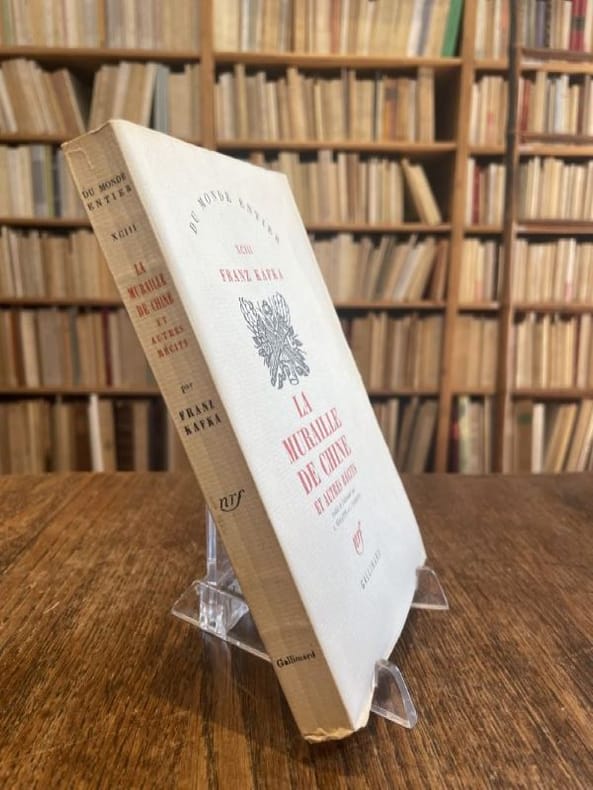 DU MONDE
ENTIER
XCIII
LA
MURAILLE
DE CHINE
ET
AUTRES
RÉCITS
par
FRANZ
KAFKA
nrf
Gallimard
DU MONDE ENTIER
XCIII
FRANZ KAFKA
LA
MURAILLE
DE CHINE
ET AUTRES RÉCITS
nrf
GALLIMARD